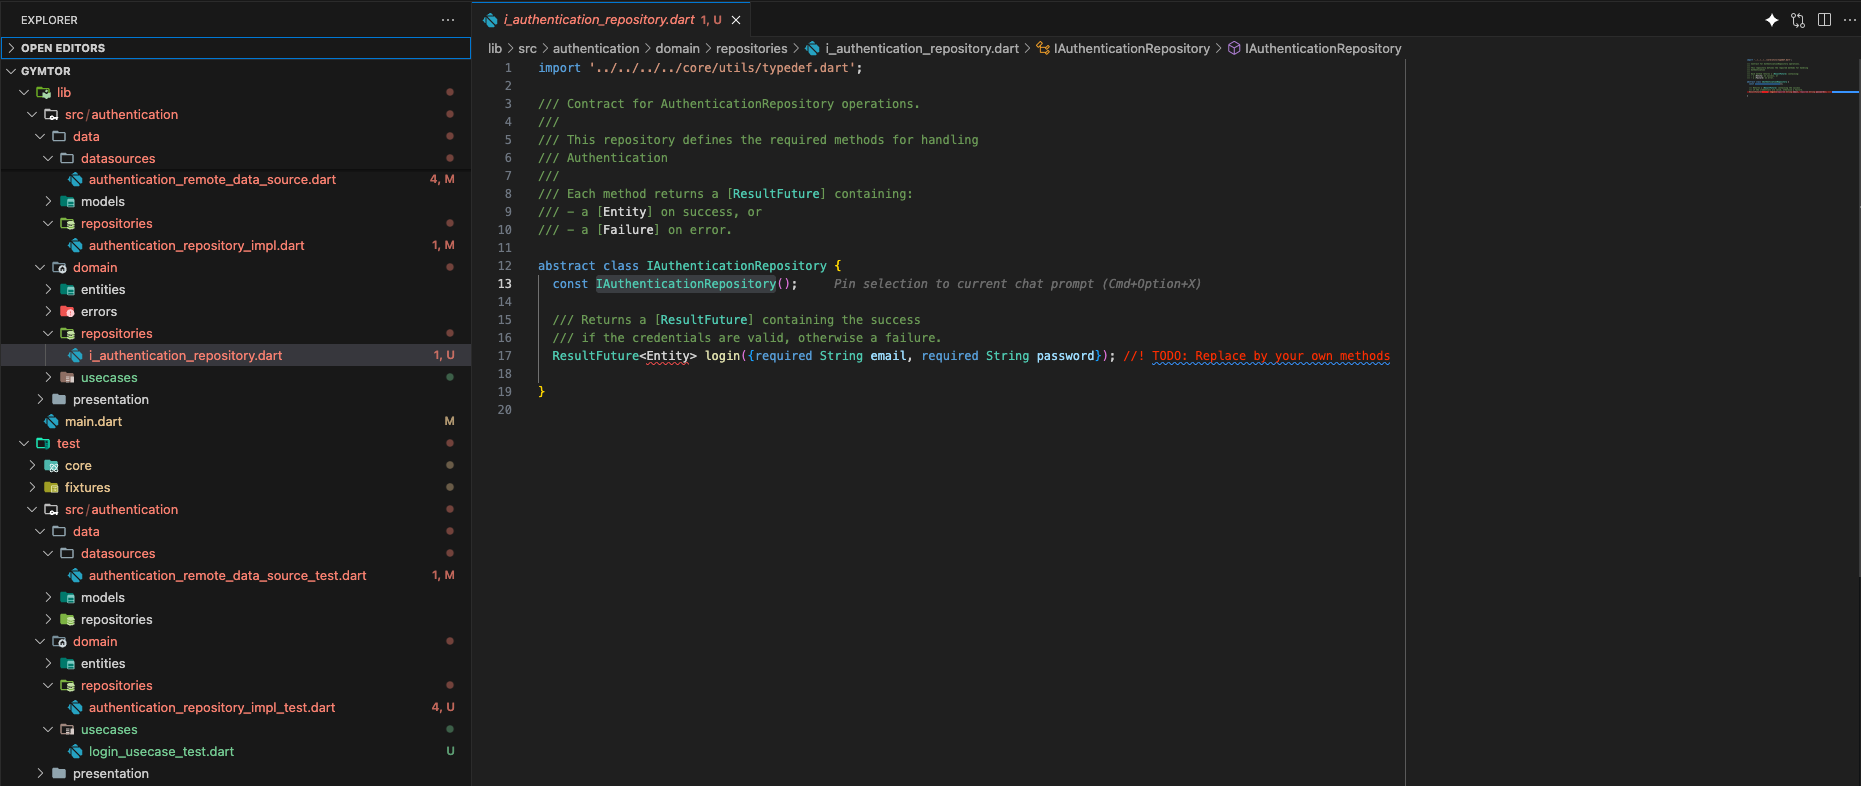 EXPLORER
OPEN EDITORS
GYMTOR
lib
src/authentication
data
datasources
authentication_remote_data_source.dart 4, M
models
repositories
authentication_repository_impl.dart 1, M
domain
entities
errors
repositories
i_authentication_repository.dart 1, U
usecases
presentation
main.dart M
test
core
fixtures
src/authentication
data
datasources
authentication_remote_data_source_test.dart 1, M
models
repositories
domain
entities
repositories
authentication_repository_impl_test.dart 4, U
usecases
login_usecase_test.dart U
presentation
i_authentication_repository.dart 1, U
lib > src > authentication > domain > repositories > i_authentication_repository.dart > IAuthenticationRepository > IAuthenticationRepository
1 import '../../../../core/utils/typedef.dart';
2
3 /// Contract for AuthenticationRepository operations.
4 ///
5 /// This repository defines the required methods for handling
6 /// Authentication
7 ///
8 /// Each method returns a [ResultFuture] containing:
9 /// - a [Entity] on success, or
10 /// - a [Failure] on error.
11
12 abstract class IAuthenticationRepository {
13 const IAuthenticationRepository(); Pin selection to current chat prompt (Cmd+Option+X)
14
15 /// Returns a [ResultFuture] containing the success
16 /// if the credentials are valid, otherwise a failure.
17 ResultFuture<Entity> login({required String email, required String password}); //! TODO: Replace by your own methods
18
19 }
20